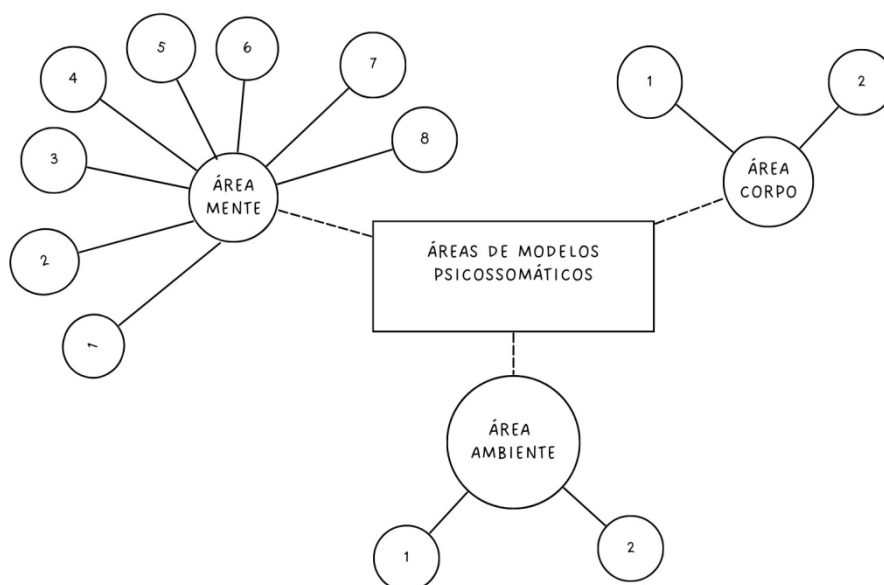 5
6
7
4
8
3
ÁREA
MENTE
2
1
1
2
ÁREA
CORPO
ÁREAS DE MODELOS
PSICOSSOMÁTICOS
ÁREA
AMBIENTE
1
2